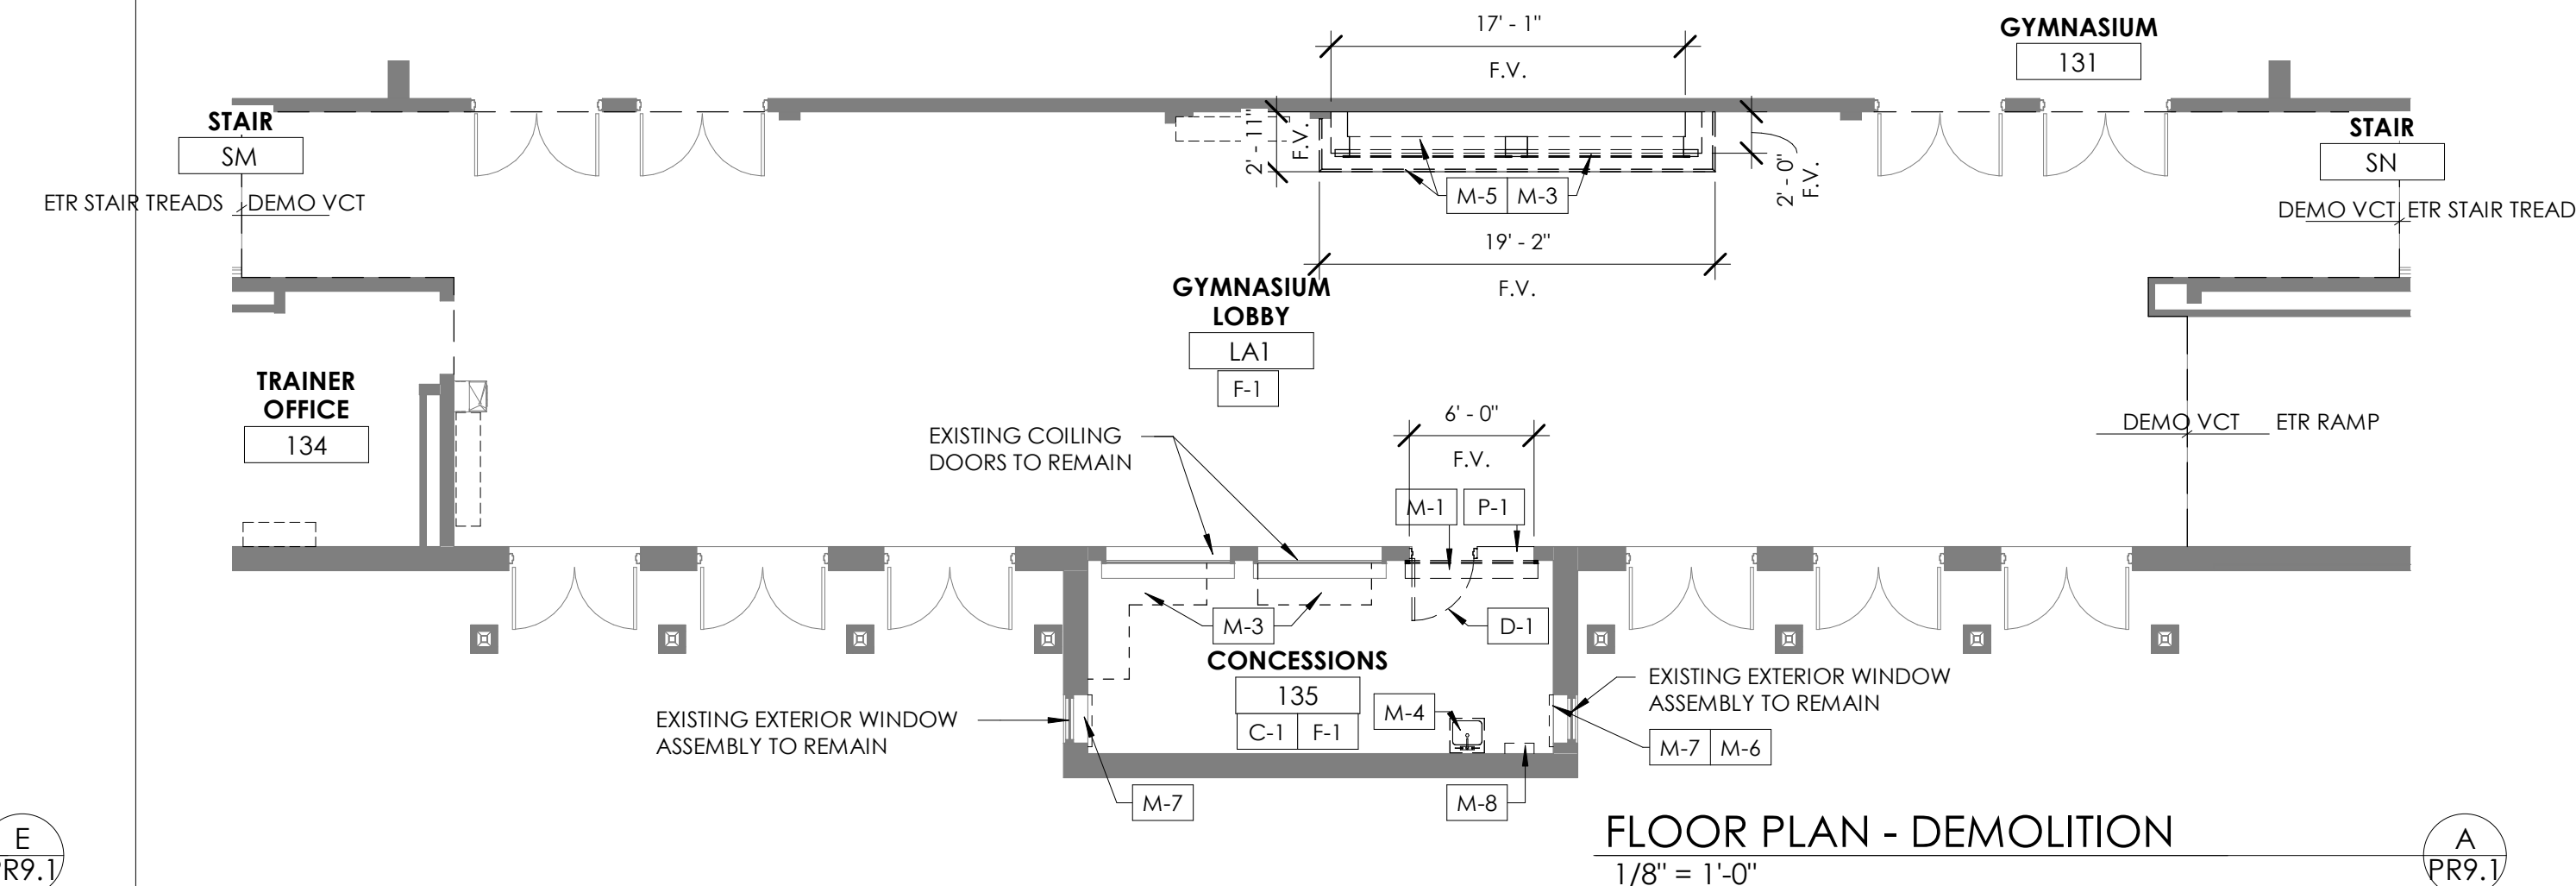 17' - 1"
F.V.
GYMNASIUM
131
STAIR
SM
ETR STAIR TREADS
DEMO VCT
2' - 11"
F.V.
M-5
M-3
2' - 0"
F.V.
STAIR
SN
DEMO VCT
ETR STAIR TREAD
19' - 2"
F.V.
GYMNASIUM
LOBBY
LA1
F-1
TRAINER
OFFICE
134
EXISTING COILING
DOORS TO REMAIN
6' - 0"
F.V.
M-1
P-1
DEMO VCT
ETR RAMP
M-3
D-1
CONCESSIONS
135
C-1
F-1
M-4
EXISTING EXTERIOR WINDOW
ASSEMBLY TO REMAIN
EXISTING EXTERIOR WINDOW
ASSEMBLY TO REMAIN
M-7
M-6
M-7
M-8
E
PR9.1
FLOOR PLAN - DEMOLITION
1/8" = 1'-0"
A
PR9.1